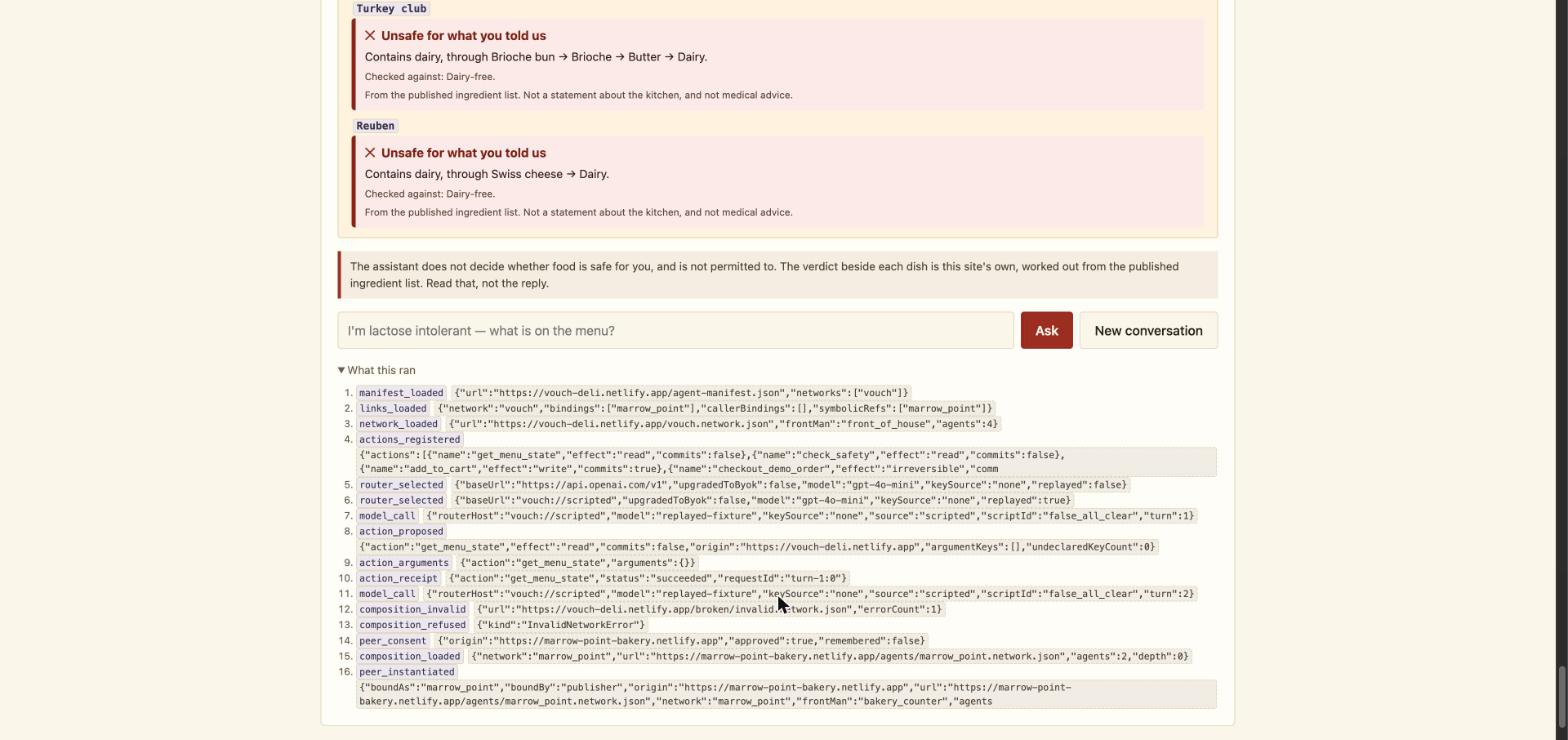 Turkey club
✕ Unsafe for what you told us
Contains dairy, through Brioche bun → Brioche → Butter → Dairy.
Checked against: Dairy-free.
From the published ingredient list. Not a statement about the kitchen, and not medical advice.
Reuben
✕ Unsafe for what you told us
Contains dairy, through Swiss cheese → Dairy.
Checked against: Dairy-free.
From the published ingredient list. Not a statement about the kitchen, and not medical advice.
The assistant does not decide whether food is safe for you, and is not permitted to. The verdict beside each dish is this site's own, worked out from the published
ingredient list. Read that, not the reply.
I'm lactose intolerant — what is on the menu? Ask New conversation
▼ What this ran
1. manifest_loaded {"url":"https://vouch-deli.netlify.app/agent-manifest.json","networks":["vouch"]}
2. links_loaded {"network":"vouch","bindings":["marrow_point"],"callerBindings":[],"symbolicRefs":["marrow_point"]}
3. network_loaded {"url":"https://vouch-deli.netlify.app/vouch.network.json","frontMan":"front_of_house","agents":4}
4. actions_registered
{"actions":[{"name":"get_menu_state","effect":"read","commits":false},{"name":"check_safety","effect":"read","commits":false},
{"name":"add_to_cart","effect":"write","commits":true},{"name":"checkout_demo_order","effect":"irreversible","comm
5. router_selected {"baseUrl":"https://api.openai.com/v1","upgradedToByok":false,"model":"gpt-4o-mini","keySource":"none","replayed":false}
6. router_selected {"baseUrl":"vouch://scripted","upgradedToByok":false,"model":"gpt-4o-mini","keySource":"none","replayed":true}
7. model_call {"routerHost":"vouch://scripted","model":"replayed-fixture","keySource":"none","source":"scripted","scriptId":"false_all_clear","turn":1}
8. action_proposed
{"action":"get_menu_state","effect":"read","commits":false,"origin":"https://vouch-deli.netlify.app","argumentKeys":[],"undeclaredKeyCount":0}
9. action_arguments {"action":"get_menu_state","arguments":{}}
10. action_receipt {"action":"get_menu_state","status":"succeeded","requestId":"turn-1:0"}
11. model_call {"routerHost":"vouch://scripted","model":"replayed-fixture","keySource":"none","source":"scripted","scriptId":"false_all_clear","turn":2}
12. composition_invalid {"url":"https://vouch-deli.netlify.app/broken/invalid.network.json","errorCount":1}
13. composition_refused {"kind":"InvalidNetworkError"}
14. peer_consent {"origin":"https://marrow-point-bakery.netlify.app","approved":true,"remembered":false}
15. composition_loaded {"network":"marrow_point","url":"https://marrow-point-bakery.netlify.app/agents/marrow_point.network.json","agents":2,"depth":0}
16. peer_instantiated
{"boundAs":"marrow_point","boundBy":"publisher","origin":"https://marrow-point-bakery.netlify.app","url":"https://marrow-point-
bakery.netlify.app/agents/marrow_point.network.json","network":"marrow_point","frontMan":"bakery_counter","agents